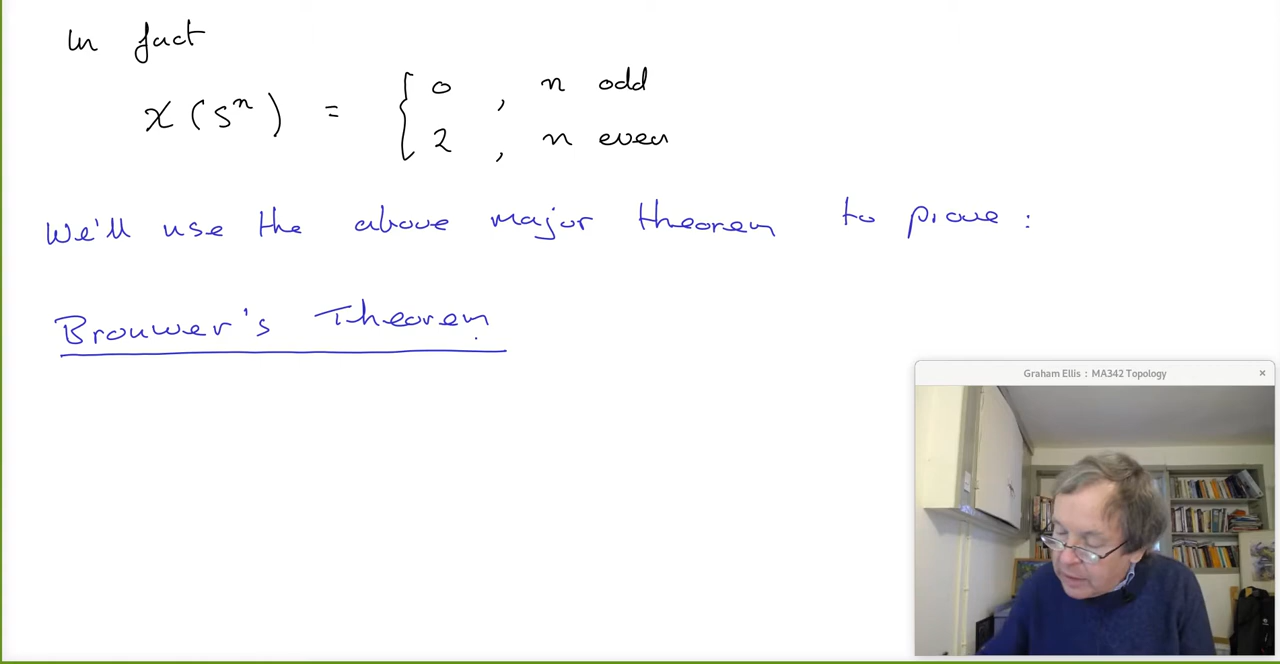 In fact
χ(Sⁿ) = { 0 , n odd
2 , n even
We'll use the above major theorem to prove :
Brouwer's Theorem.
Graham Ellis : MA342 Topology ×